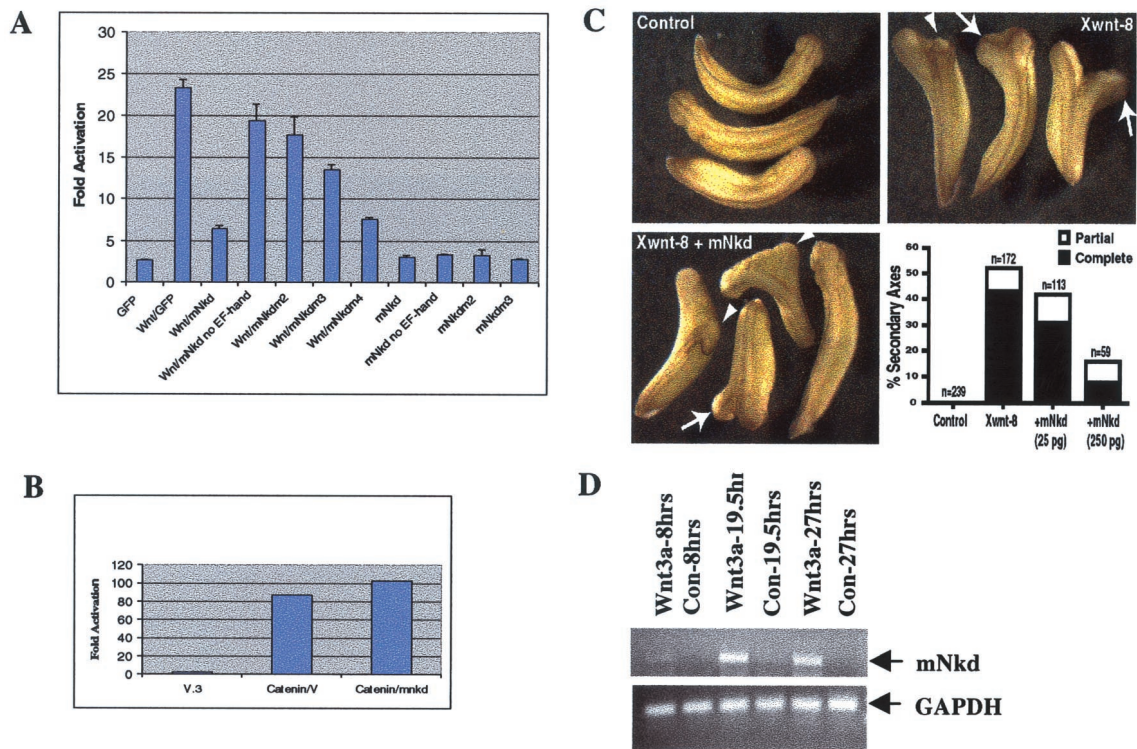 A
30
25
20
15
10
5
0
Fold Activation
GFP
Wnt/GFP
Wnt/mNkd
Wnt/mNkd no EF-hand
Wnt/mNkdm2
Wnt/mNkdm3
Wnt/mNkdm4
mNkd
mNkd no EF-hand
mNkdm2
mNkdm3
B
120
100
80
60
40
20
0
Fold Activation
V.3
Catenin/V
Catenin/mnkd
C
Control
Xwnt-8
Xwnt-8 + mNkd
Partial
Complete
% Secondary Axes
60
50
40
30
20
10
0
n=239
n=172
n=113
n=59
Control
Xwnt-8
+mNkd
(25 pg)
+mNkd
(250 pg)
D
Wnt3a-8hrs
Con-8hrs
Wnt3a-19.5hr
Con-19.5hrs
Wnt3a-27hrs
Con-27hrs
mNkd
GAPDH